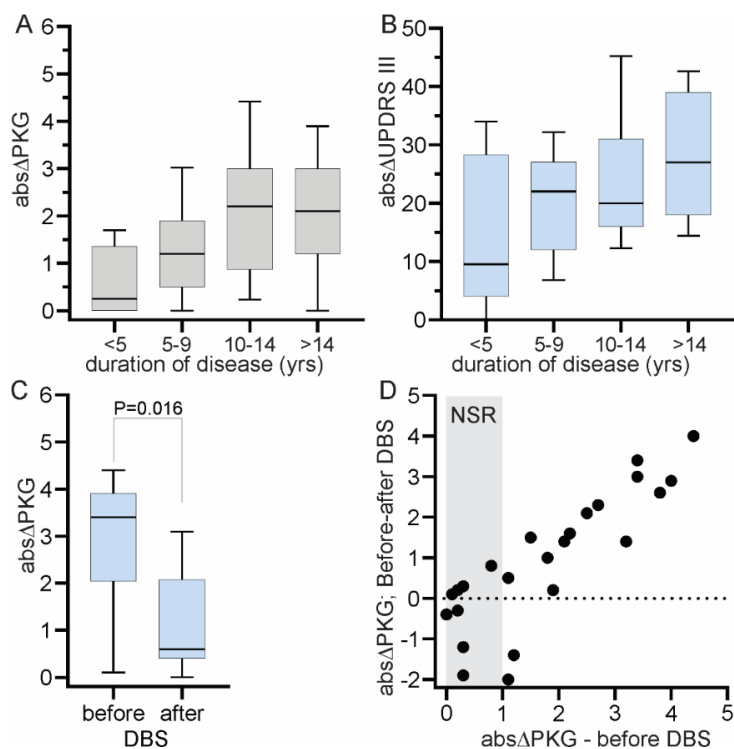 A
absΔPKG
6
5
4
3
2
1
0
<5 5-9 10-14 >14
duration of disease (yrs)
B
absΔUPDRS III
50
40
30
20
10
0
<5 5-9 10-14 >14
duration of disease (yrs)
C
absΔPKG
6
5
4
3
2
1
0
P=0.016
before after
DBS
D
absΔPKG; Before-after DBS
5
4
3
2
1
0
-1
-2
NSR
0 1 2 3 4 5
absΔPKG - before DBS